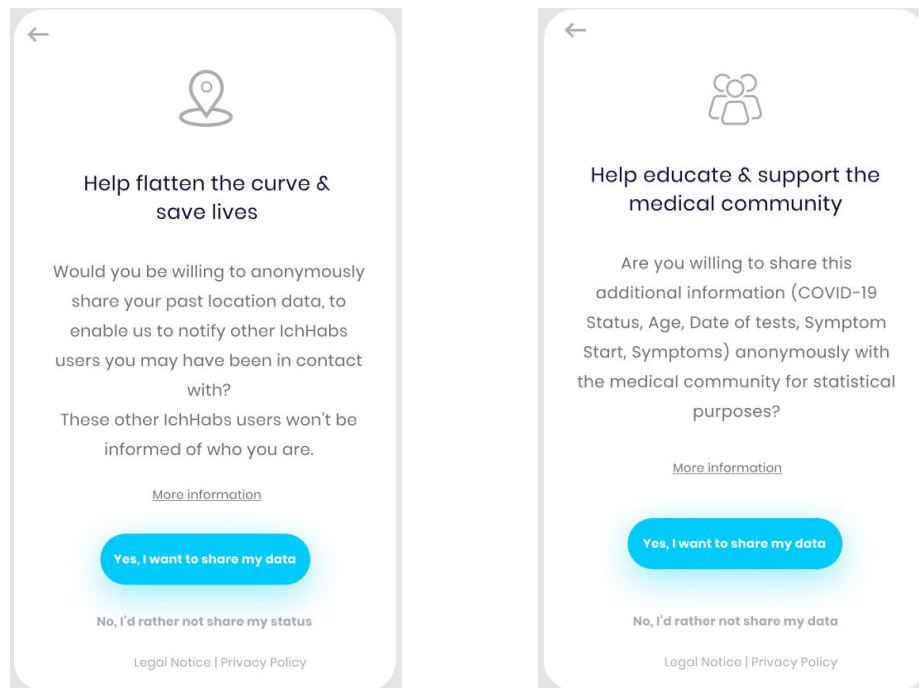 Help flatten the curve &
save lives
Would you be willing to anonymously
share your past location data, to
enable us to notify other IchHabs
users you may have been in contact
with?
These other IchHabs users won't be
informed of who you are.
More information
Yes, I want to share my data
No, I'd rather not share my status
Legal Notice | Privacy Policy
Help educate & support the
medical community
Are you willing to share this
additional information (COVID-19
Status, Age, Date of tests, Symptom
Start, Symptoms) anonymously with
the medical community for statistical
purposes?
More information
Yes, I want to share my data
No, I'd rather not share my data
Legal Notice | Privacy Policy